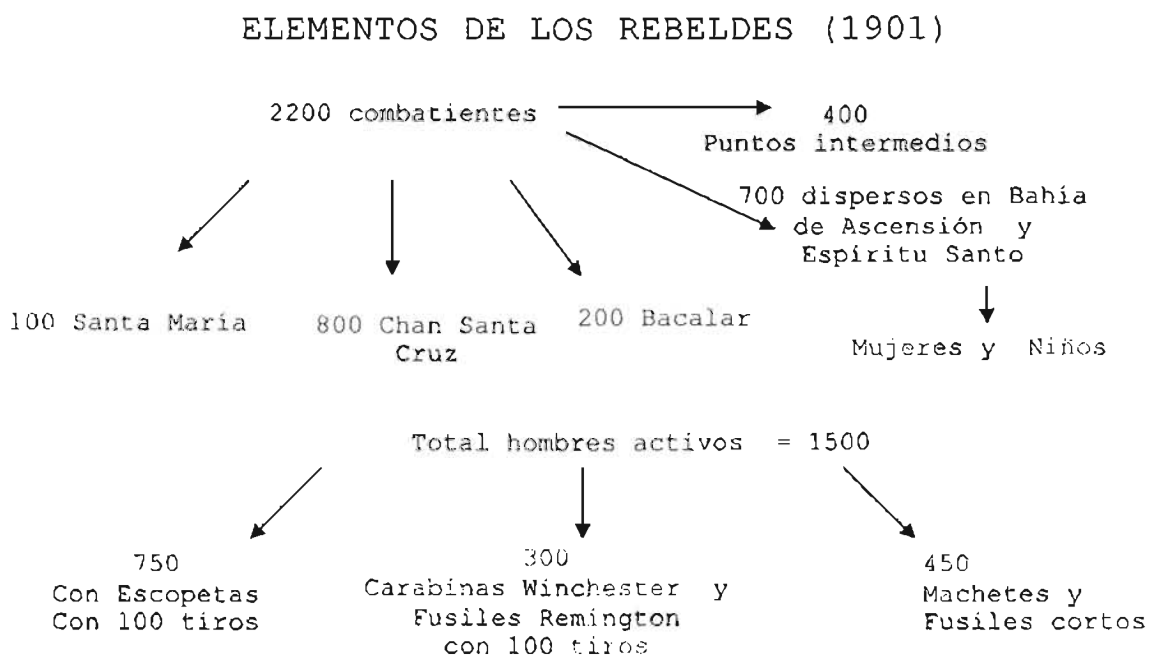 ELEMENTOS DE LOS REBELDES (1901)
2200 combatientes
400
Puntos intermedios
700 dispersos en Bahía
de Ascensión y
Espíritu Santo
100 Santa María
800 Chan Santa
Cruz
200 Bacalar
Mujeres y Niños
Total hombres activos = 1500
750
Con Escopetas
Con 100 tiros
300
Carabinas Winchester y
Fusiles Remington
con 100 tiros
450
Machetes y
Fusiles cortos